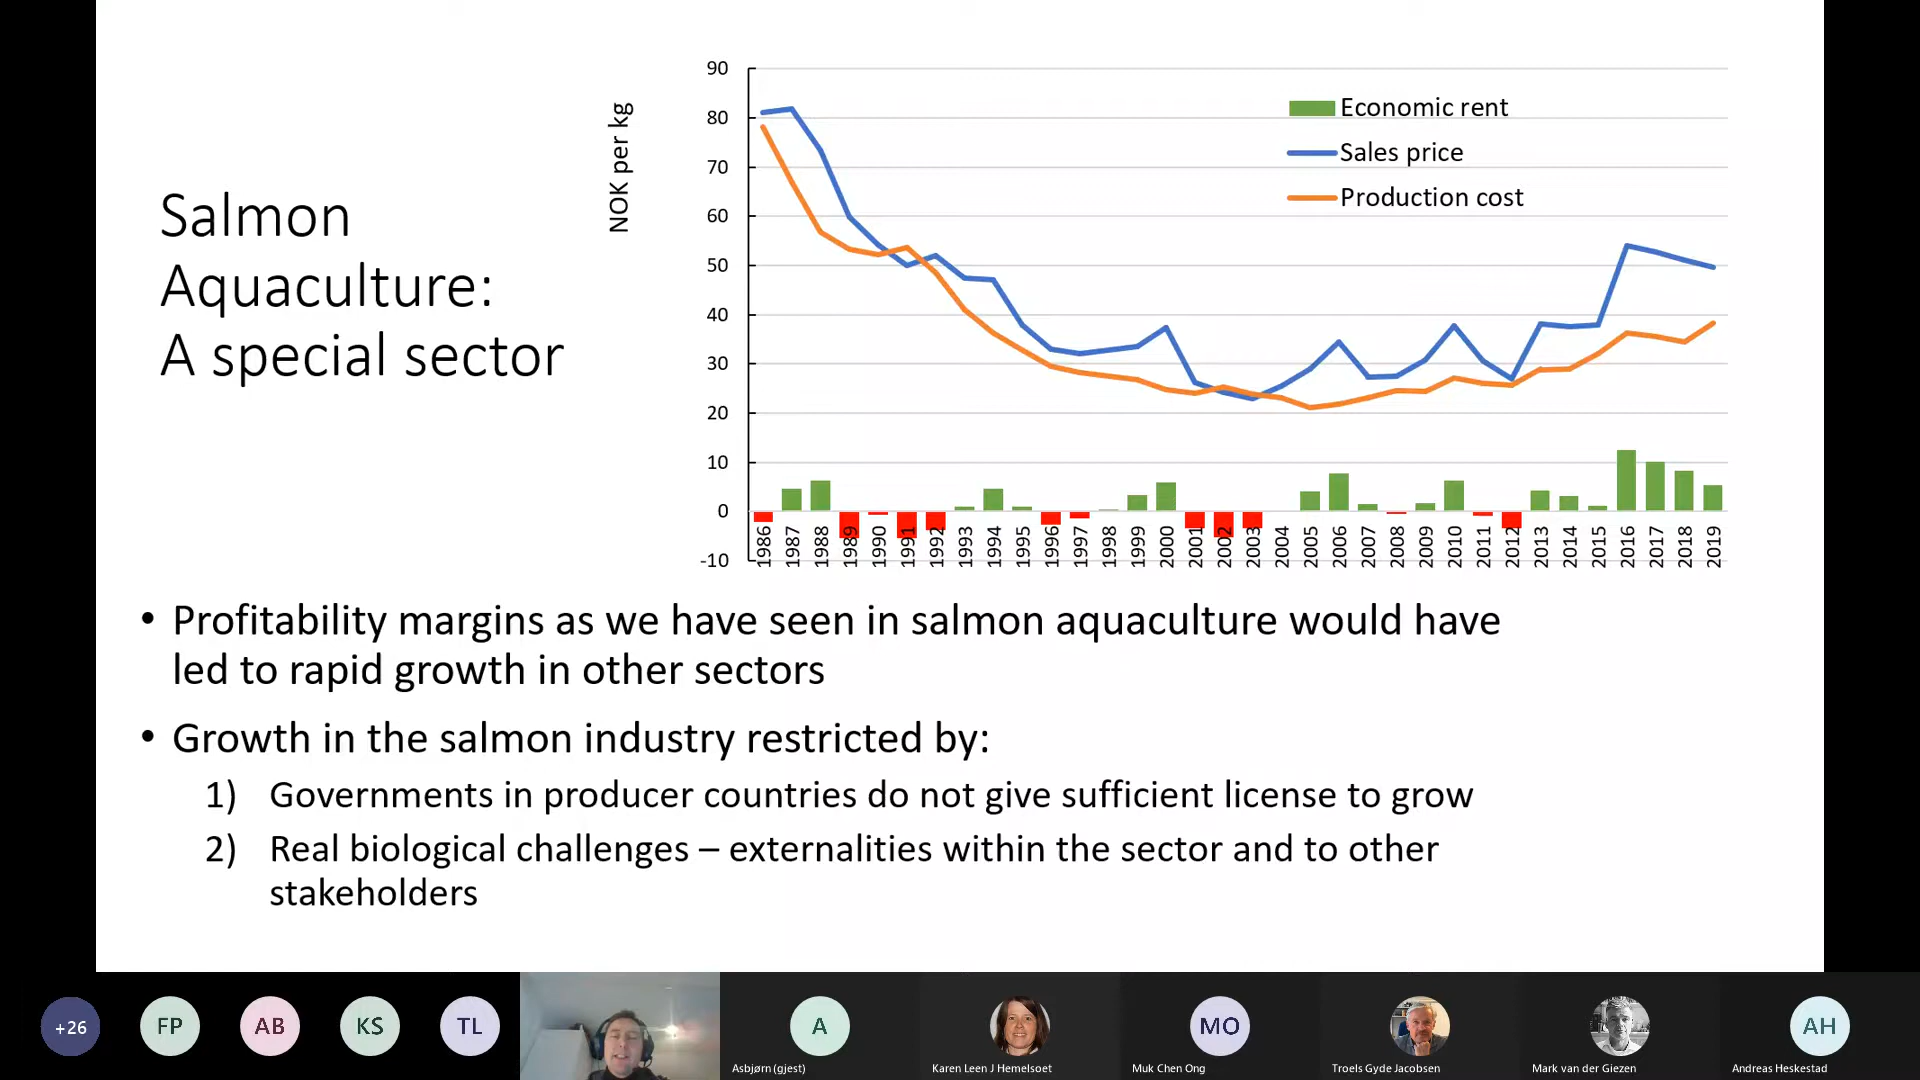 Salmon
Aquaculture:
A special sector
NOK per kg
90
80
70
60
50
40
30
20
10
0
-10
Economic rent
Sales price
Production cost
1986 1987 1988 1989 1990 1991 1992 1993 1994 1995 1996 1997 1998 1999 2000 2001 2002 2003 2004 2005 2006 2007 2008 2009 2010 2011 2012 2013 2014 2015 2016 2017 2018 2019
• Profitability margins as we have seen in salmon aquaculture would have
led to rapid growth in other sectors
• Growth in the salmon industry restricted by:
1) Governments in producer countries do not give sufficient license to grow
2) Real biological challenges – externalities within the sector and to other
stakeholders
+26 FP AB KS TL A MO AH
Asbjørn (gjest) Karen Leen J Hemelsoet Muk Chen Ong Troels Gyde Jacobsen Mark van der Giezen Andreas Heskestad